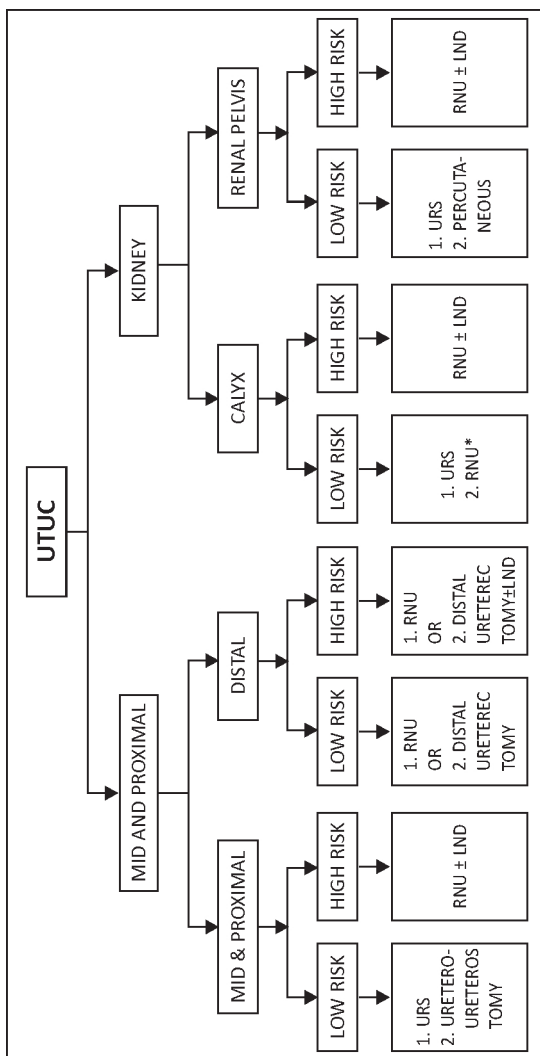 UTUC
MID AND PROXIMAL
KIDNEY
MID & PROXIMAL
DISTAL
CALYX
RENAL PELVIS
LOW RISK
HIGH RISK
LOW RISK
HIGH RISK
LOW RISK
HIGH RISK
LOW RISK
HIGH RISK
1. URS
2. URETERO-
URETEROS
TOMY
RNU ± LND
1. RNU
OR
2. DISTAL
URETEREC
TOMY
1. RNU
OR
2. DISTAL
URETEREC
TOMY±LND
1. URS
2. RNU*
RNU ± LND
1. URS
2. PERCUTA-
NEOUS
RNU ± LND